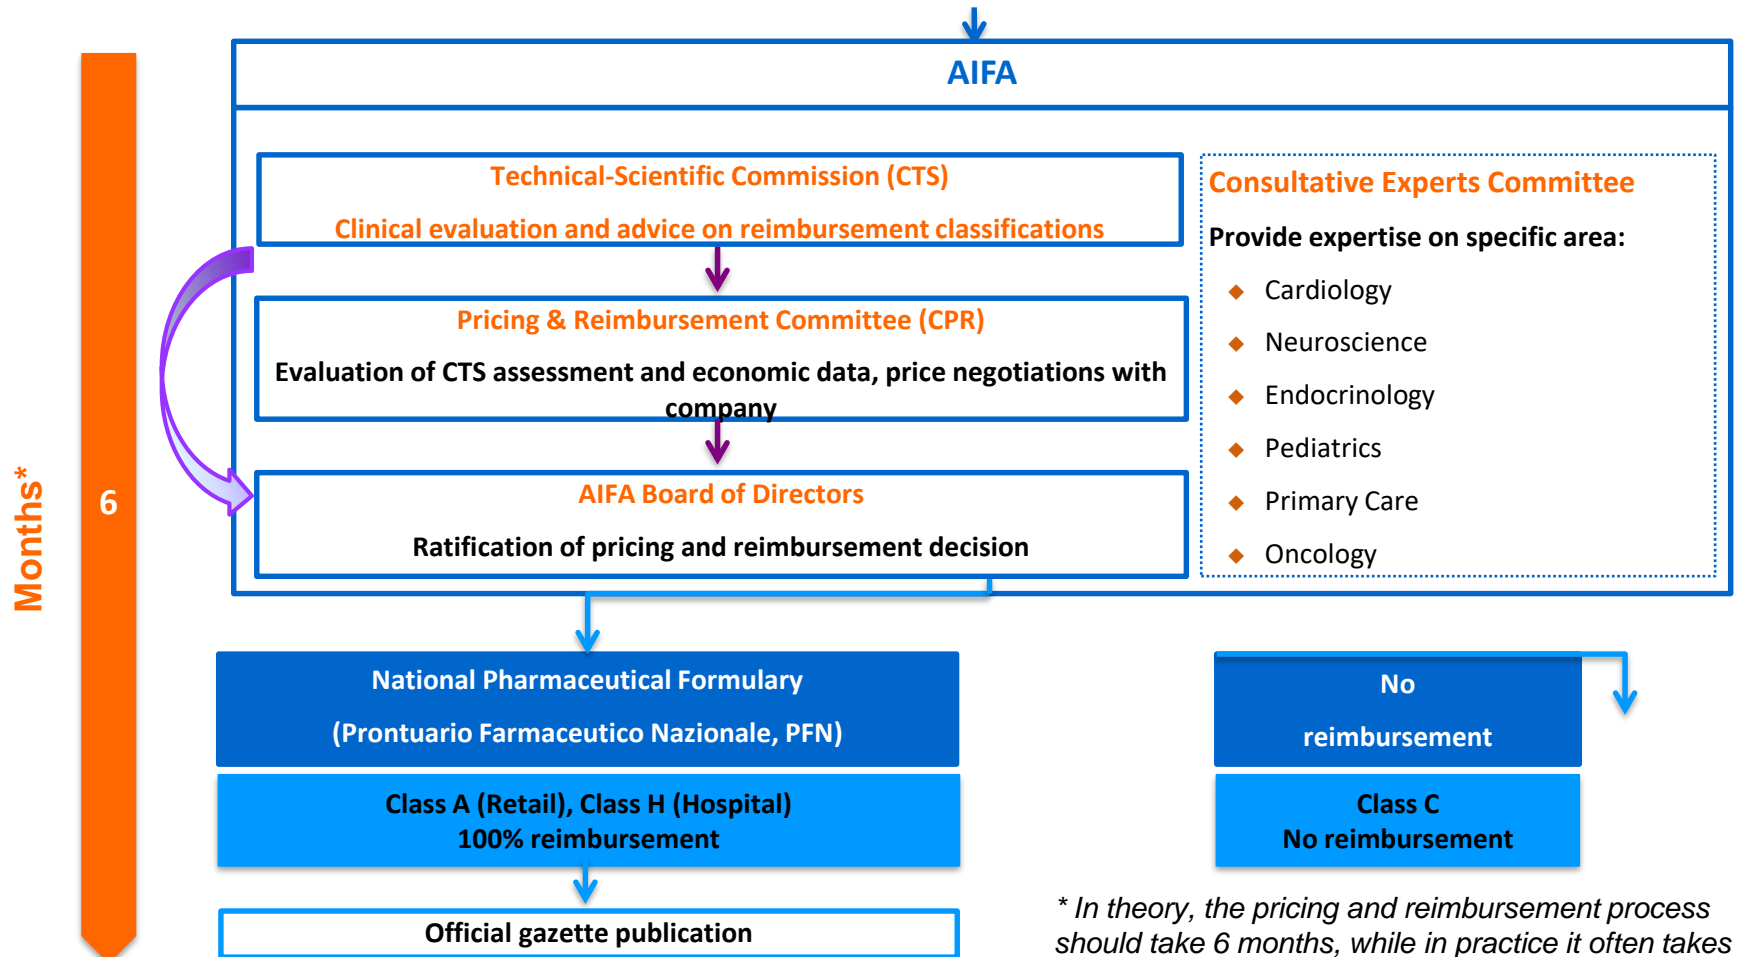 AIFA
Technical-Scientific Commission (CTS)
Clinical evaluation and advice on reimbursement classifications
Pricing & Reimbursement Committee (CPR)
Evaluation of CTS assessment and economic data, price negotiations with
company
AIFA Board of Directors
Ratification of pricing and reimbursement decision
Consultative Experts Committee
Provide expertise on specific area:
Cardiology
Neuroscience
Endocrinology
Pediatrics
Primary Care
Oncology
Months*
6
National Pharmaceutical Formulary
(Prontuario Farmaceutico Nazionale, PFN)
Class A (Retail), Class H (Hospital)
100% reimbursement
Official gazette publication
No
reimbursement
Class C
No reimbursement
* In theory, the pricing and reimbursement process
should take 6 months, while in practice it often takes